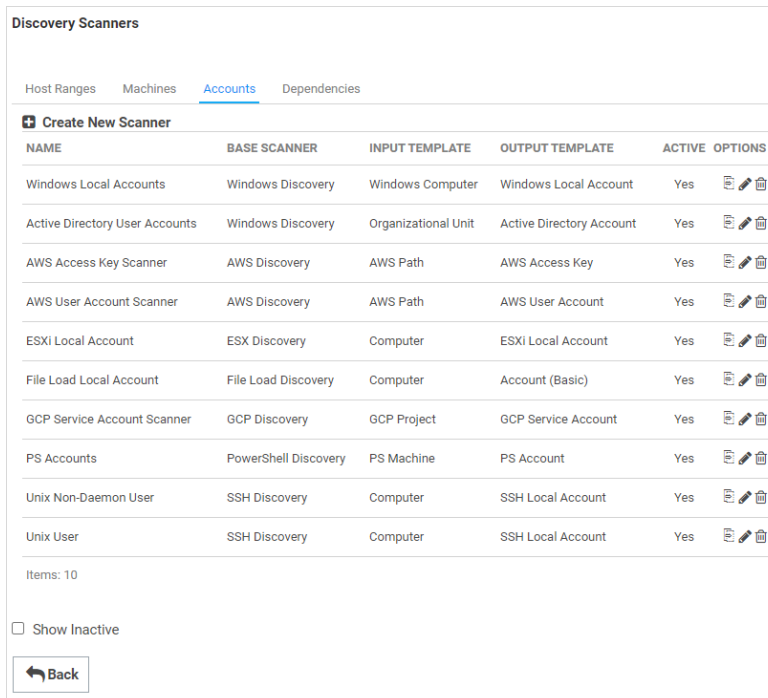 Discovery Scanners
Host Ranges Machines Accounts Dependencies
Create New Scanner
NAME BASE SCANNER INPUT TEMPLATE OUTPUT TEMPLATE ACTIVE OPTIONS
Windows Local Accounts Windows Discovery Windows Computer Windows Local Account Yes
Active Directory User Accounts Windows Discovery Organizational Unit Active Directory Account Yes
AWS Access Key Scanner AWS Discovery AWS Path AWS Access Key Yes
AWS User Account Scanner AWS Discovery AWS Path AWS User Account Yes
ESXi Local Account ESX Discovery Computer ESXi Local Account Yes
File Load Local Account File Load Discovery Computer Account (Basic) Yes
GCP Service Account Scanner GCP Discovery GCP Project GCP Service Account Yes
PS Accounts PowerShell Discovery PS Machine PS Account Yes
Unix Non-Daemon User SSH Discovery Computer SSH Local Account Yes
Unix User SSH Discovery Computer SSH Local Account Yes
Items: 10
Show Inactive
Back